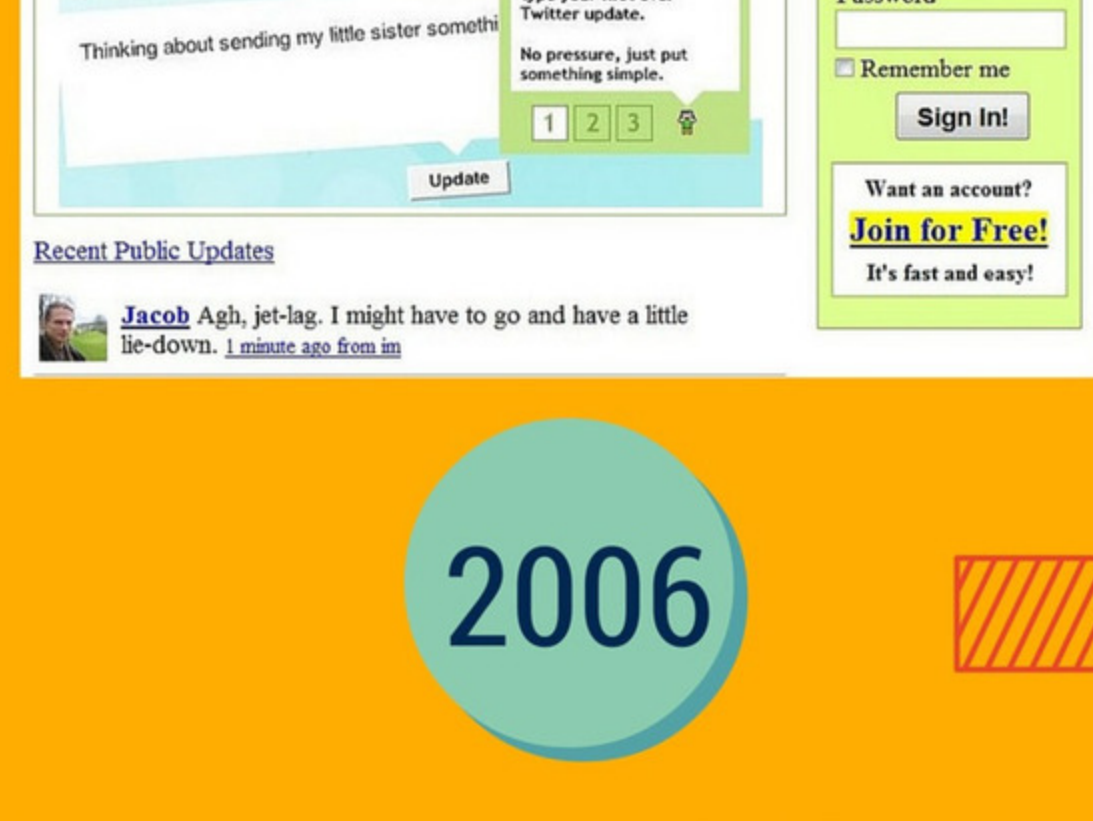 Twitter update.
Thinking about sending my little sister somethi
No pressure, just put
something simple.
1 2 3
Update
Remember me
Sign In!
Want an account?
Join for Free!
It's fast and easy!
Recent Public Updates
Jacob Agh, jet-lag. I might have to go and have a little
lie-down. 1 minute ago from im
2006